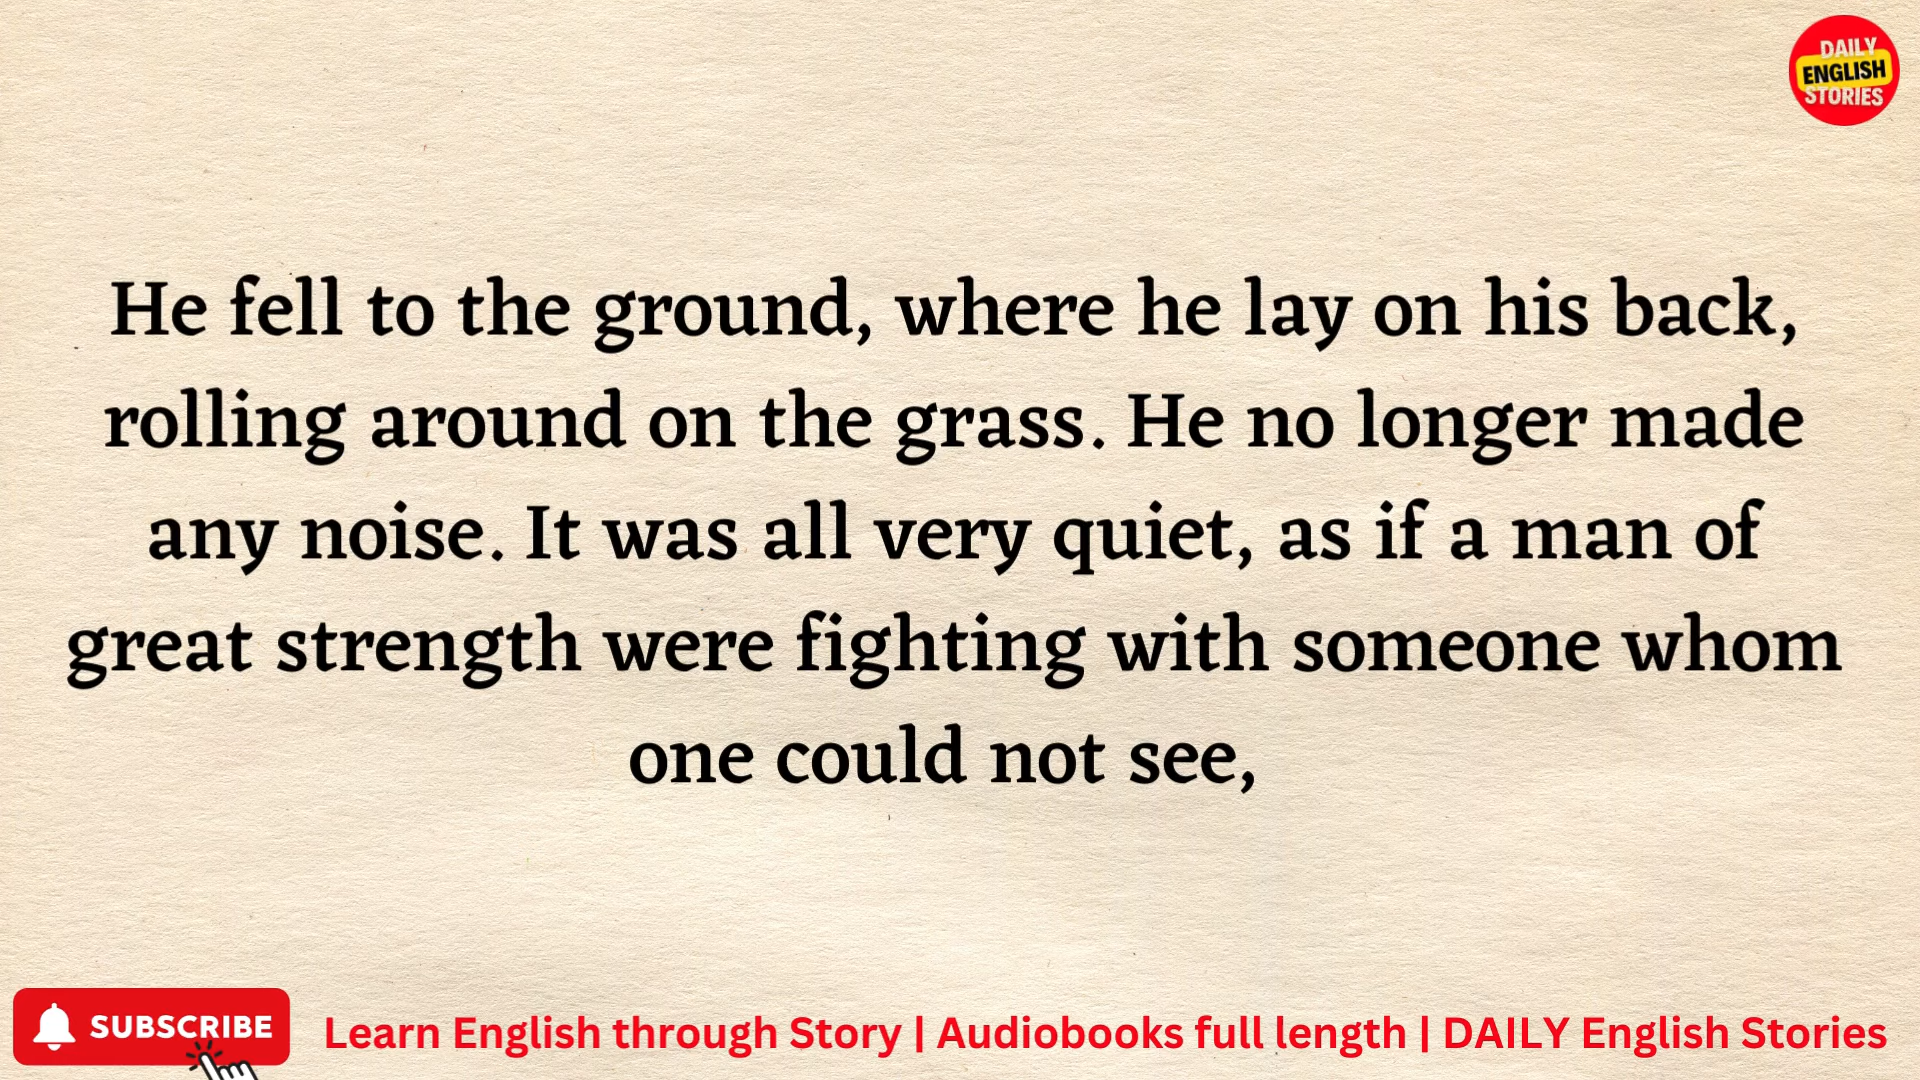 DAILY
ENGLISH
STORIES
He fell to the ground, where he lay on his back,
rolling around on the grass. He no longer made
any noise. It was all very quiet, as if a man of
great strength were fighting with someone whom
one could not see,
SUBSCRIBE
Learn English through Story | Audiobooks full length | DAILY English Stories